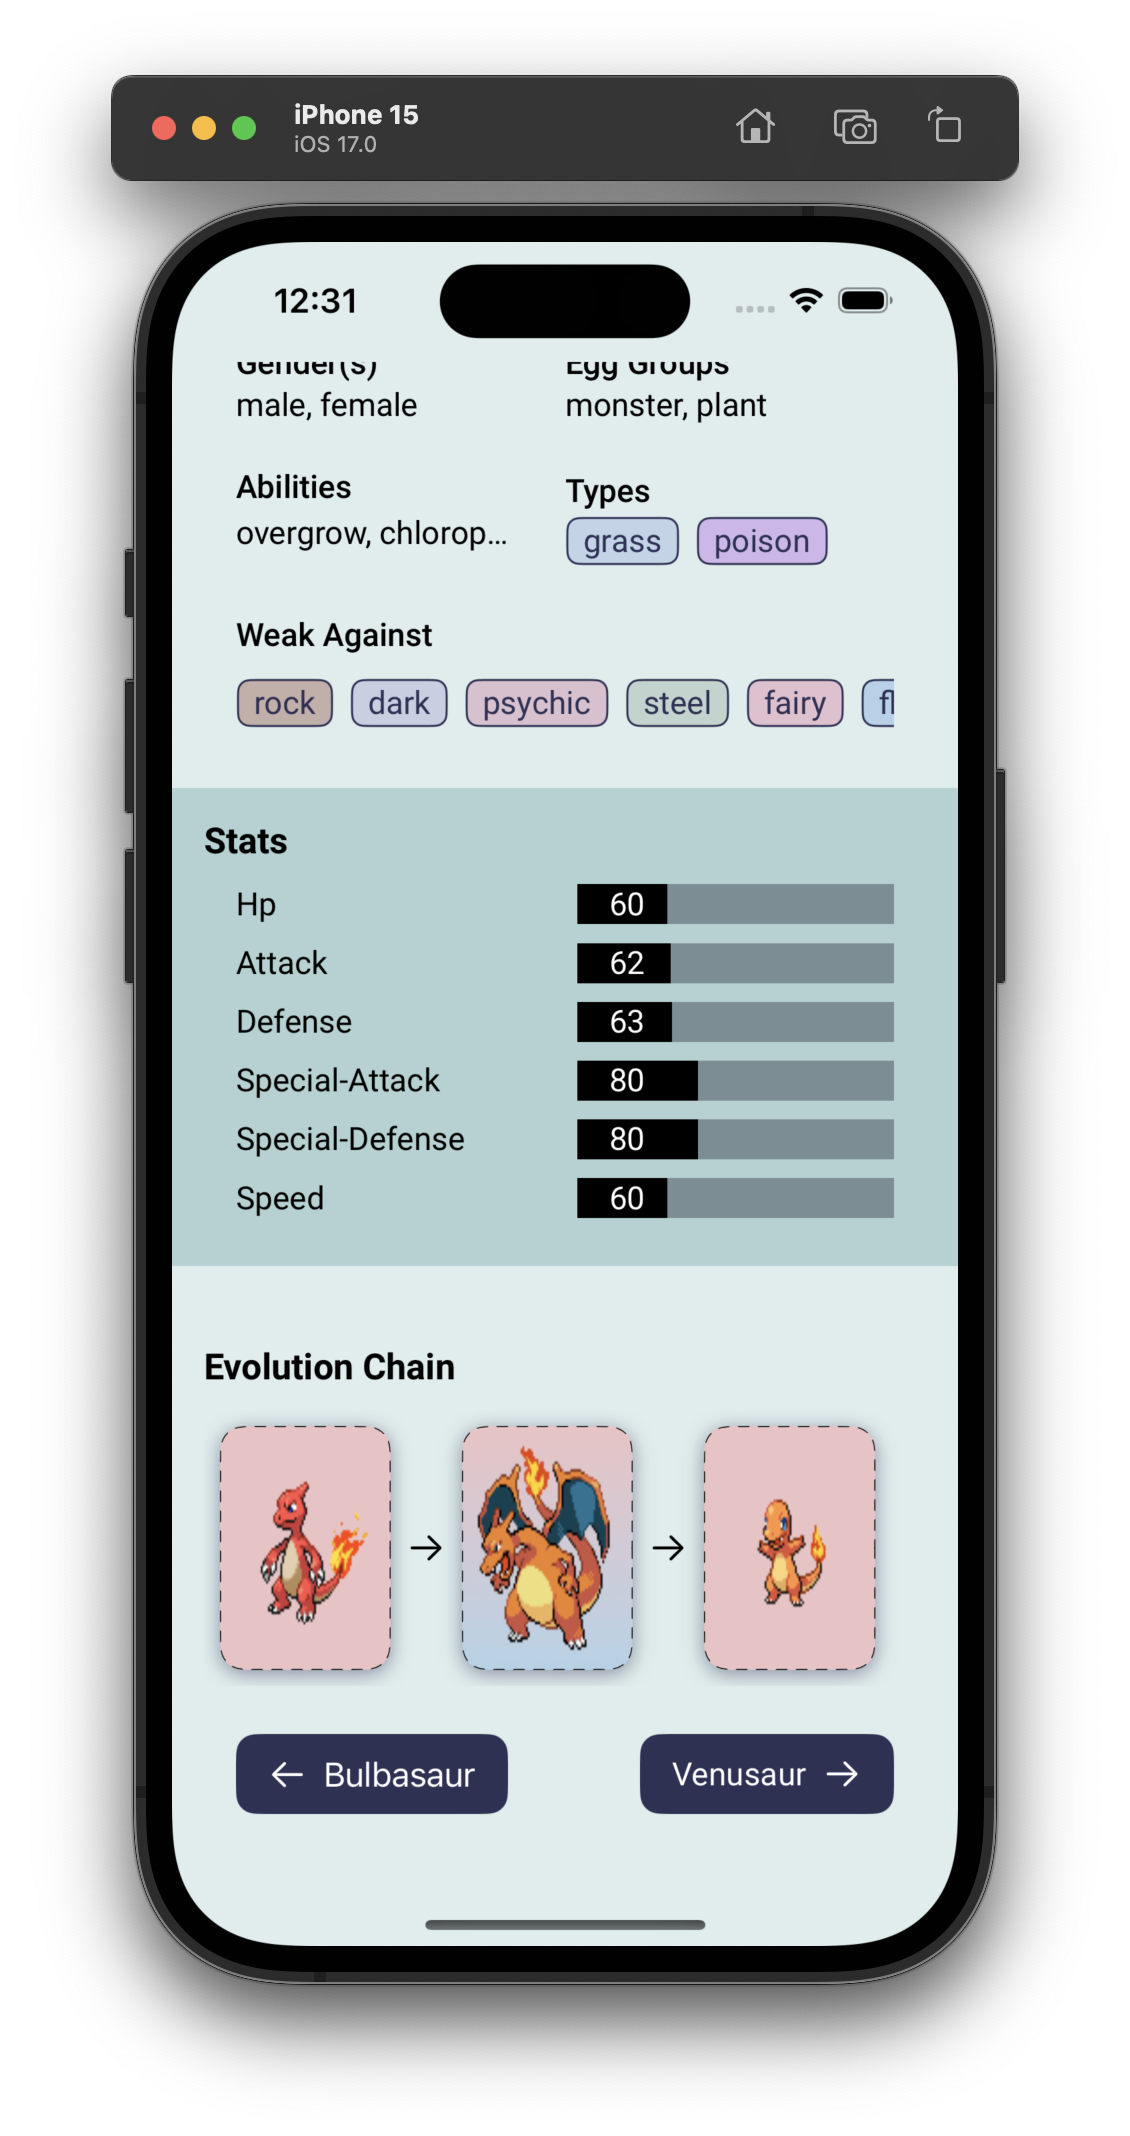 iPhone 15
iOS 17.0
12:31
Gender(s)
Egg Groups
male, female
monster, plant
Abilities
Types
overgrow, chlorop...
grass
poison
Weak Against
rock
dark
psychic
steel
fairy
Stats
Hp
60
Attack
62
Defense
63
Special-Attack
80
Special-Defense
80
Speed
60
Evolution Chain
← Bulbasaur
Venusaur →